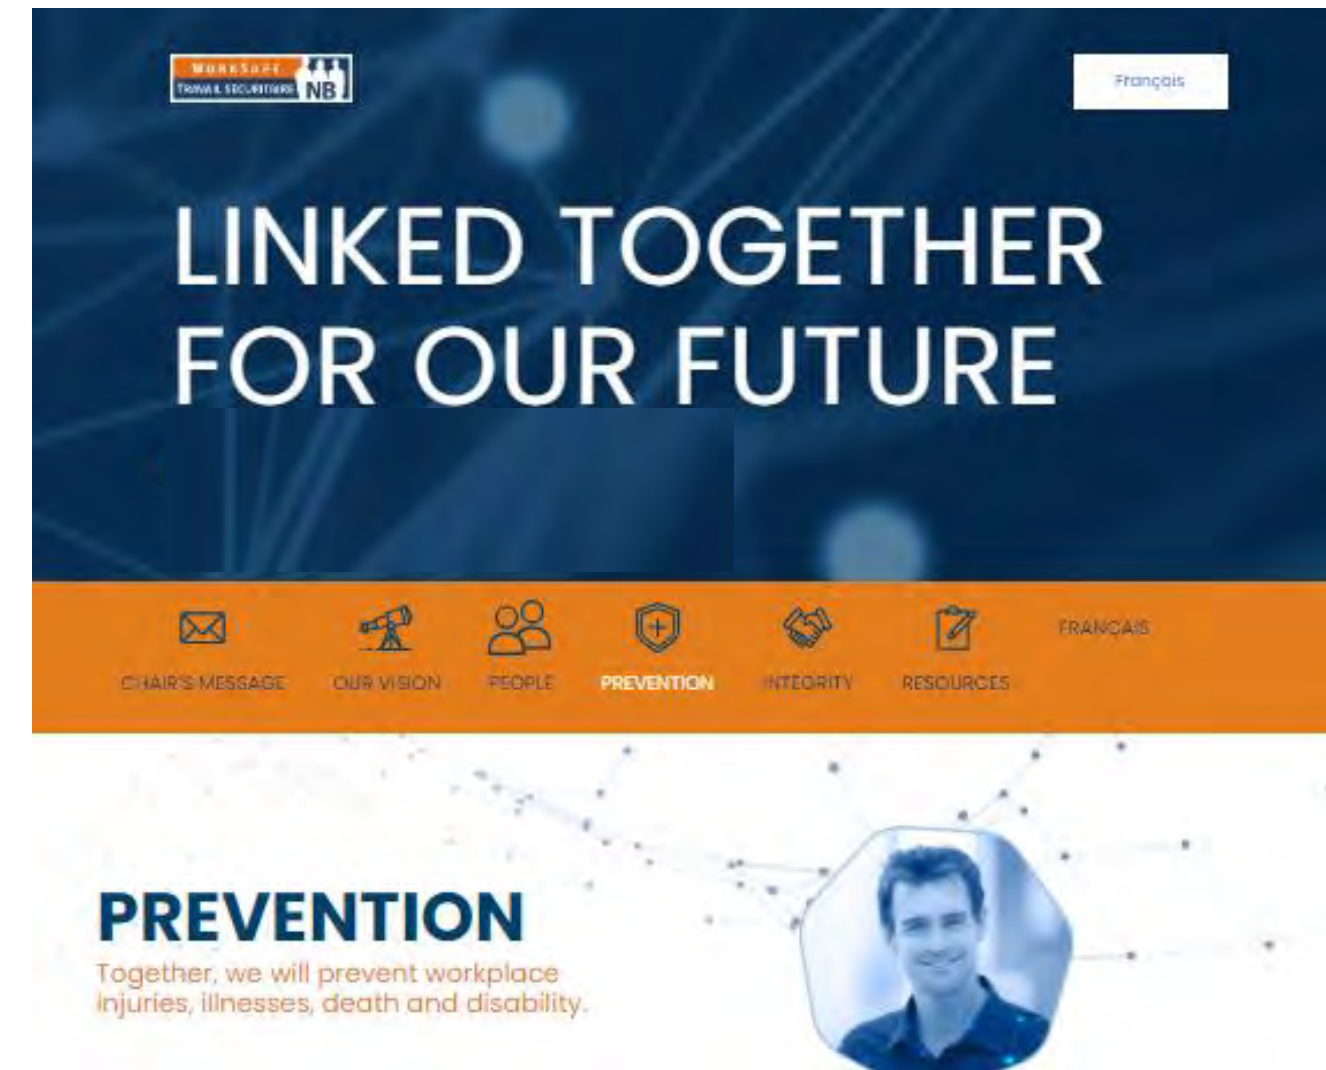 WORKSAFE
TRAVAIL SÉCURITAIRE NB
Français
LINKED TOGETHER
FOR OUR FUTURE
FRANÇAIS
CHAIR'S MESSAGE OUR VISION PEOPLE PREVENTION INTEGRITY RESOURCES
PREVENTION
Together, we will prevent workplace
injuries, illnesses, death and disability.